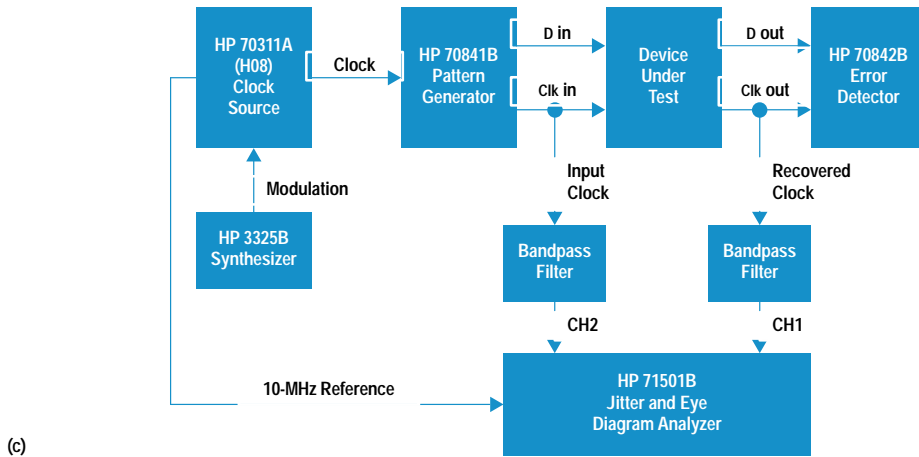 HP 70311A
(H08)
Clock
Source
Clock
HP 70841B
Pattern
Generator
D in
Clk in
Device
Under
Test
D out
Clk out
HP 70842B
Error
Detector
Modulation
HP 3325B
Synthesizer
Input
Clock
Recovered
Clock
Bandpass
Filter
Bandpass
Filter
CH2
CH1
10-MHz Reference
HP 71501B
Jitter and Eye
Diagram Analyzer
(c)